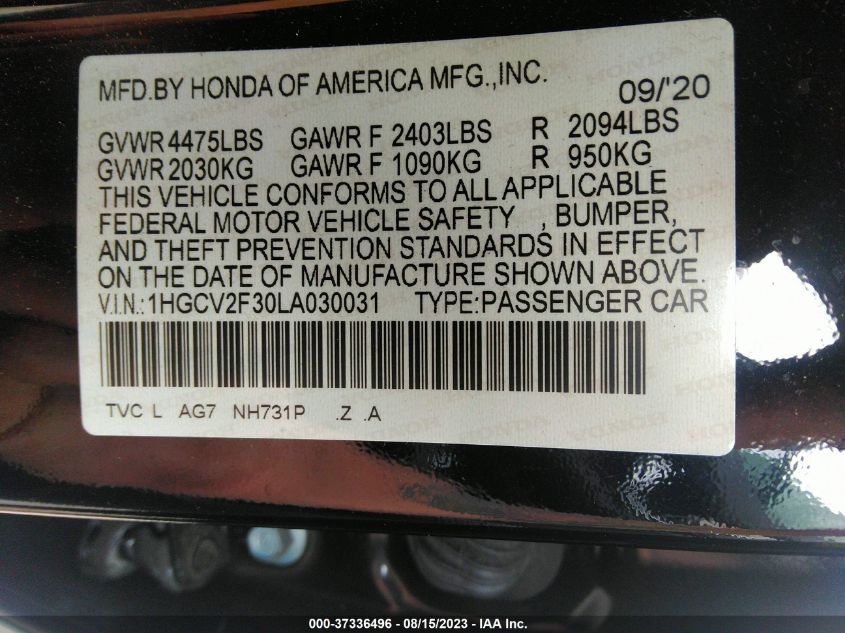 MFD.BY HONDA OF AMERICA MFG.,INC. 09/'20
GVWR 4475LBS GAWR F 2403LBS R 2094LBS
GVWR 2030KG GAWR F 1090KG R 950KG
THIS VEHICLE CONFORMS TO ALL APPLICABLE
FEDERAL MOTOR VEHICLE SAFETY , BUMPER,
AND THEFT PREVENTION STANDARDS IN EFFECT
ON THE DATE OF MANUFACTURE SHOWN ABOVE.
V.I.N.:1HGCV2F30LA030031 TYPE:PASSENGER CAR
TVC L AG7 NH731P .Z .A
000-37336496 - 08/15/2023 - IAA Inc.